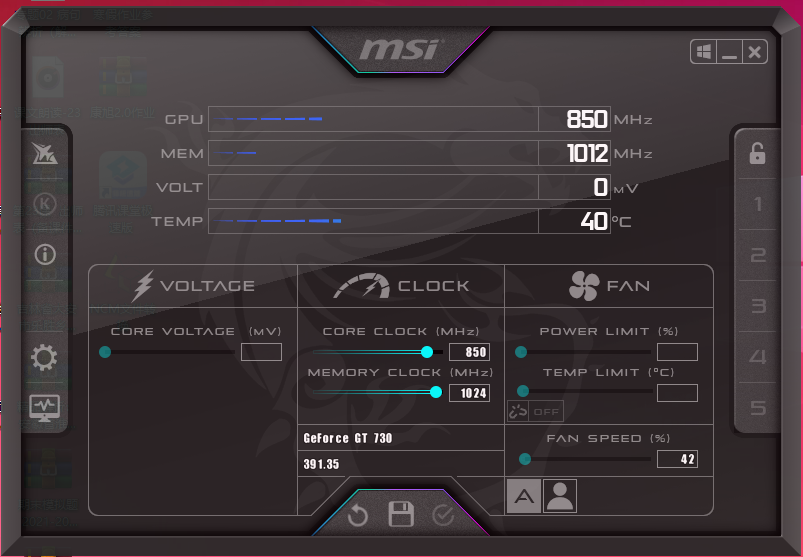 msi
GPU 850 MHz
MEM 1012 MHz
VOLT 0 MV
TEMP 40 °C
K
1
2
3
4
5
VOLTAGE
CLOCK
FAN
CORE VOLTAGE (MV)
CORE CLOCK (MHZ)
850
POWER LIMIT (%)
MEMORY CLOCK (MHZ)
1024
TEMP LIMIT (°C)
OFF
GeForce GT 730
391.35
FAN SPEED (%)
42
A